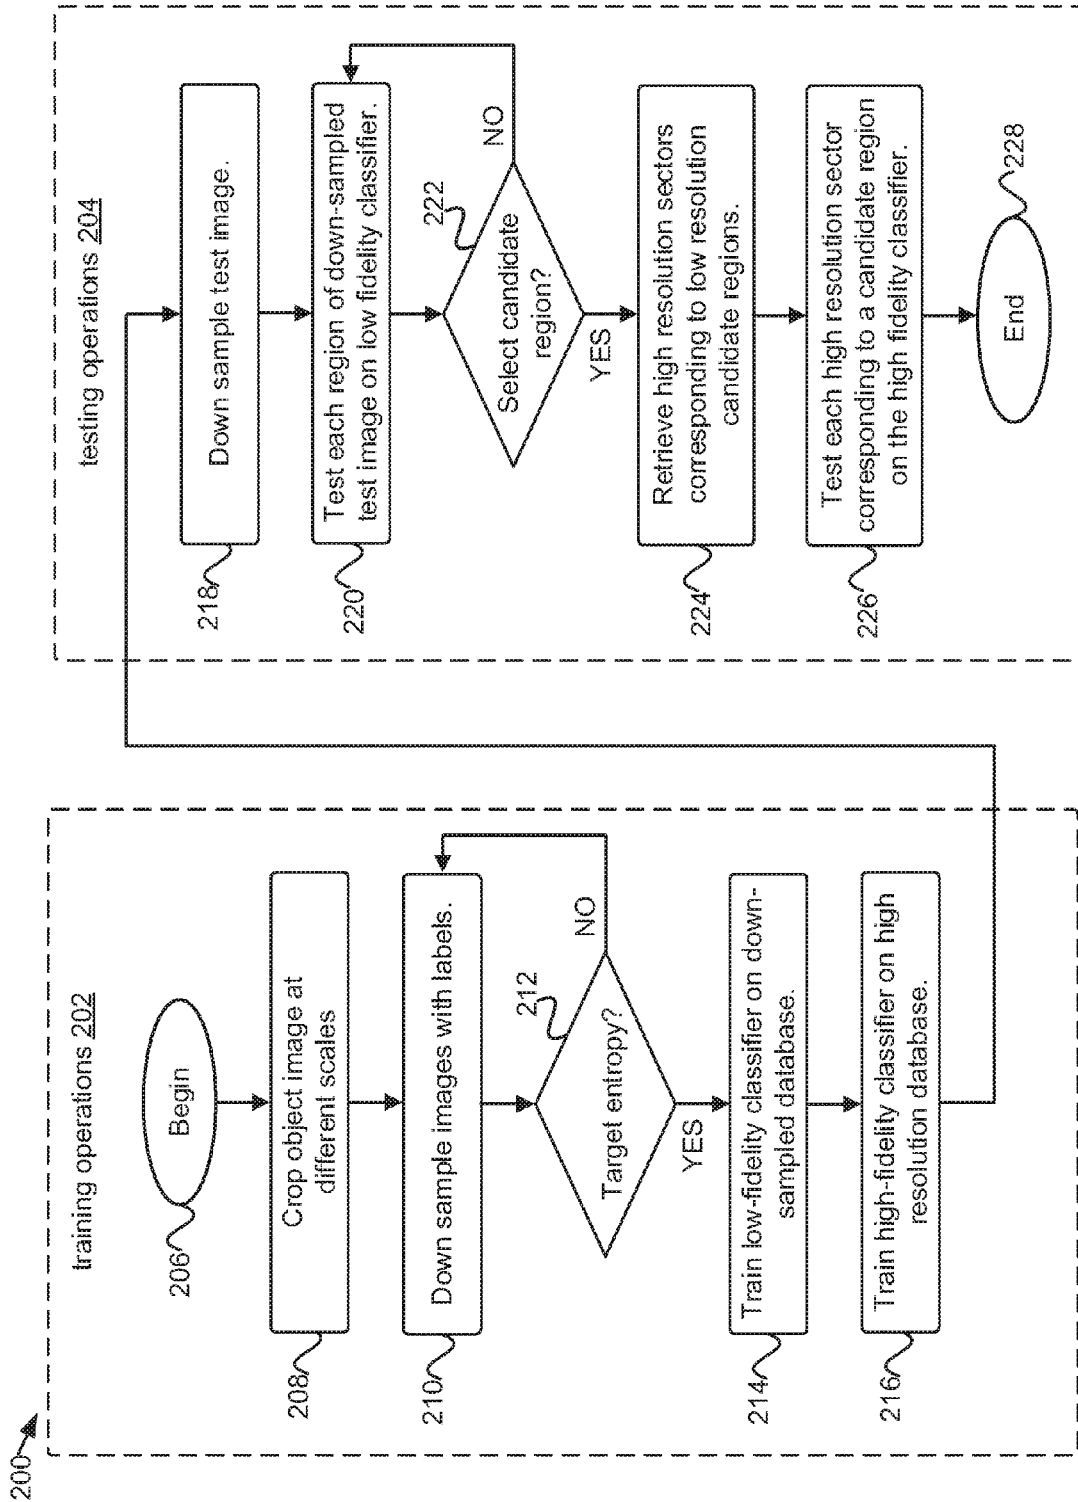 200
training operations 202
206
Begin
208
Crop object image at
different scales
210
Down sample images with labels.
212
Target entropy?
NO
YES
214
Train low-fidelity classifier on down-
sampled database.
216
Train high-fidelity classifier on high
resolution database.
testing operations 204
218
Down sample test image.
220
Test each region of down-sampled
test image on low fidelity classifier.
222
Select candidate
region?
NO
YES
224
Retrieve high resolution sectors
corresponding to low resolution
candidate regions.
226
Test each high resolution sector
corresponding to a candidate region
on the high fidelity classifier.
End
228